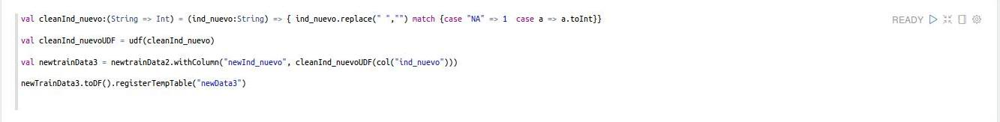 val cleanInd_nuevo:(String => Int) = (ind_nuevo:String) => { ind_nuevo.replace(" ","") match {case "NA" => 1  case a => a.toInt}}
READY
val cleanInd_nuevoUDF = udf(cleanInd_nuevo)
val newtrainData3 = newtrainData2.withColumn("newInd_nuevo", cleanInd_nuevoUDF(col("ind_nuevo")))
newTrainData3.toDF().registerTempTable("newData3")